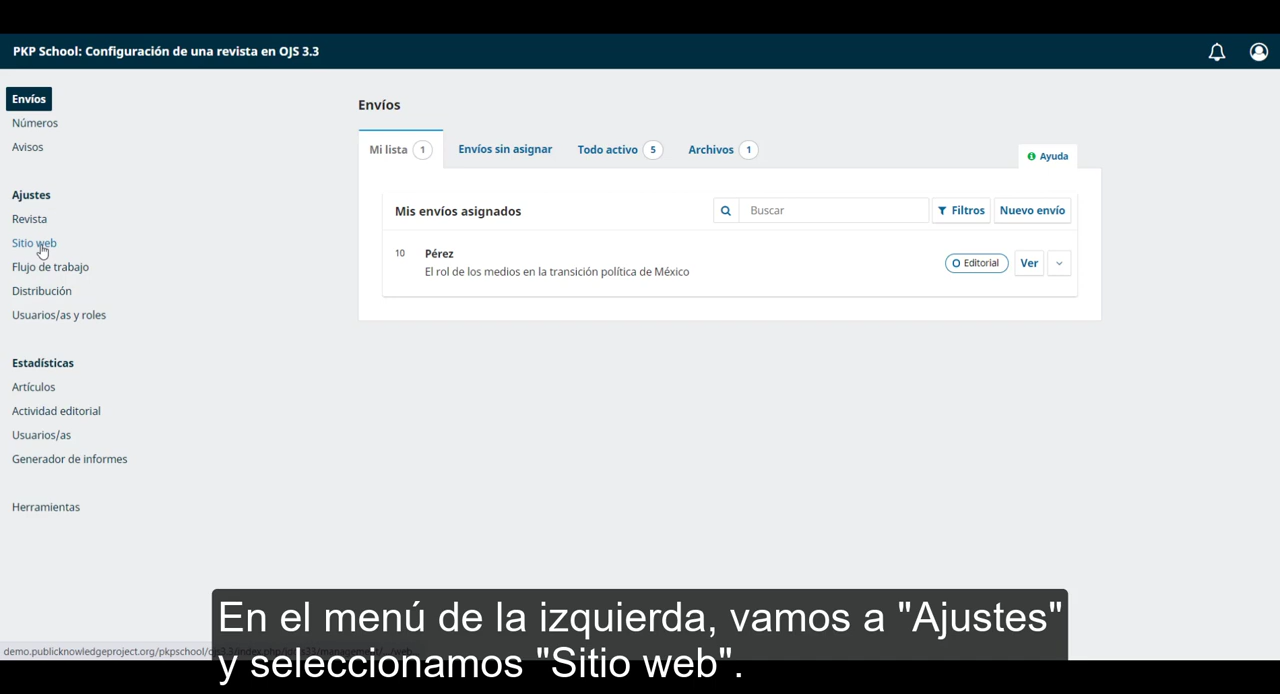 PKP School: Configuración de una revista en OJS 3.3
Envíos
Números
Avisos
Ajustes
Revista
Sitio web
Flujo de trabajo
Distribución
Usuarios/as y roles
Estadísticas
Artículos
Actividad editorial
Usuarios/as
Generador de informes
Herramientas
Envíos
Mi lista 1
Envíos sin asignar
Todo activo 5
Archivos 1
Ayuda
Mis envíos asignados
Buscar
Filtros
Nuevo envío
10
Pérez
El rol de los medios en la transición política de México
Editorial
Ver
En el menú de la izquierda, vamos a "Ajustes"
y seleccionamos "Sitio web".
demo.publicknowledgeproject.org/pkpschool/